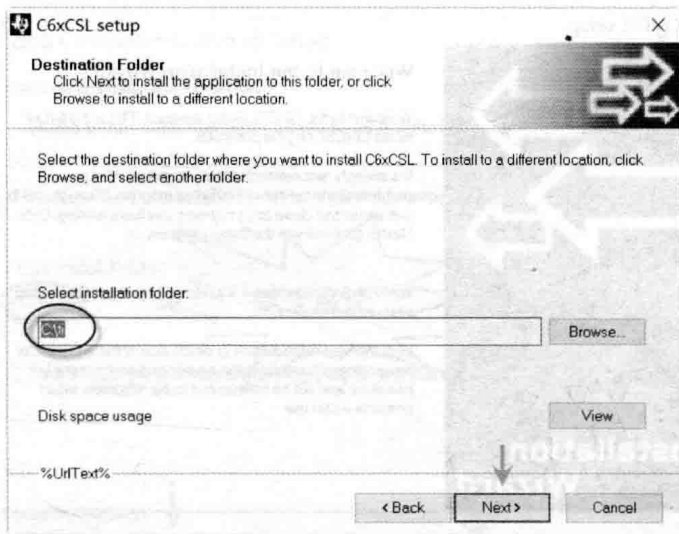 C6xCSL setup
Destination Folder
Click Next to install the application to this folder, or click
Browse to install to a different location.
Select the destination folder where you want to install C6xCSL. To install to a different location, click
Browse, and select another folder.
Select installation folder:
C:\ti
Browse...
Disk space usage
View
%UrlText%
< Back
Next >
Cancel